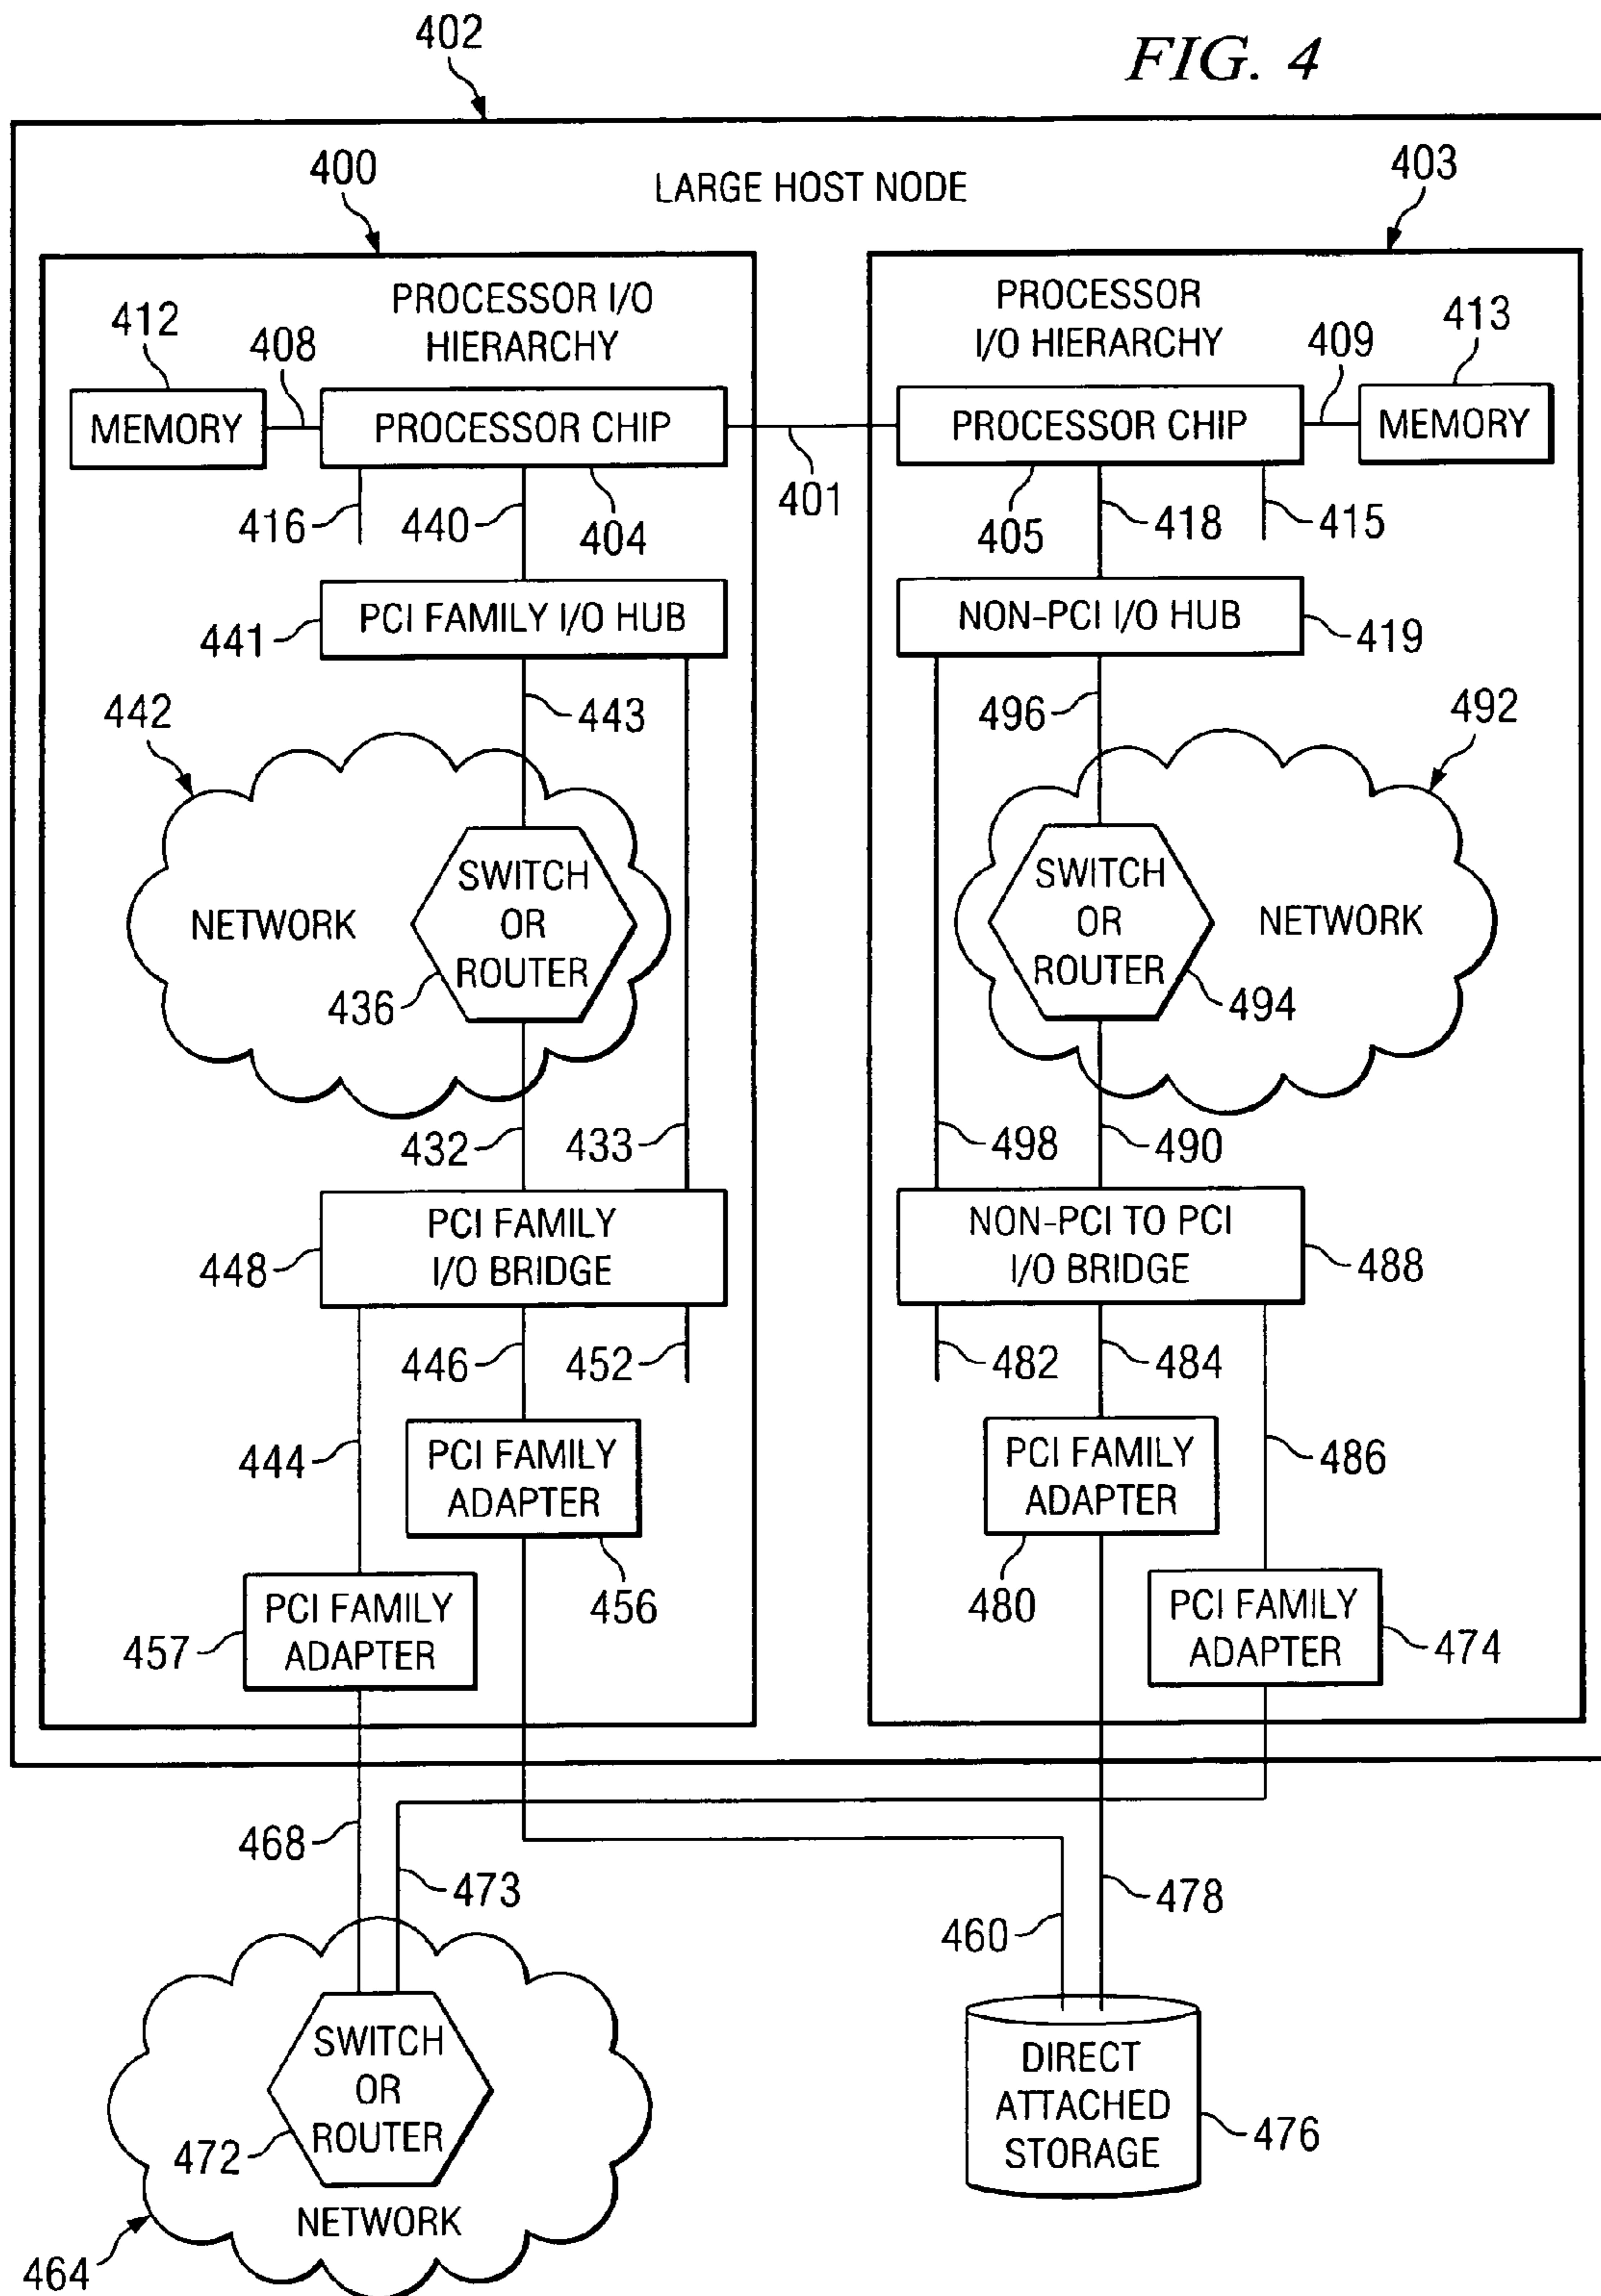 FIG. 4
402
LARGE HOST NODE
400
403
PROCESSOR I/O
HIERARCHY
PROCESSOR
I/O HIERARCHY
412
408
409
413
MEMORY
PROCESSOR CHIP
PROCESSOR CHIP
MEMORY
401
416
440
404
405
418
415
441
PCI FAMILY I/O HUB
NON-PCI I/O HUB
419
442
443
496
492
NETWORK
SWITCH
OR
ROUTER
436
SWITCH
OR
ROUTER
494
NETWORK
432
433
498
490
448
PCI FAMILY
I/O BRIDGE
NON-PCI TO PCI
I/O BRIDGE
488
446
452
482
484
444
PCI FAMILY
ADAPTER
456
PCI FAMILY
ADAPTER
480
486
457
PCI FAMILY
ADAPTER
PCI FAMILY
ADAPTER
474
468
473
460
478
SWITCH
OR
ROUTER
472
NETWORK
464
DIRECT
ATTACHED
STORAGE
476